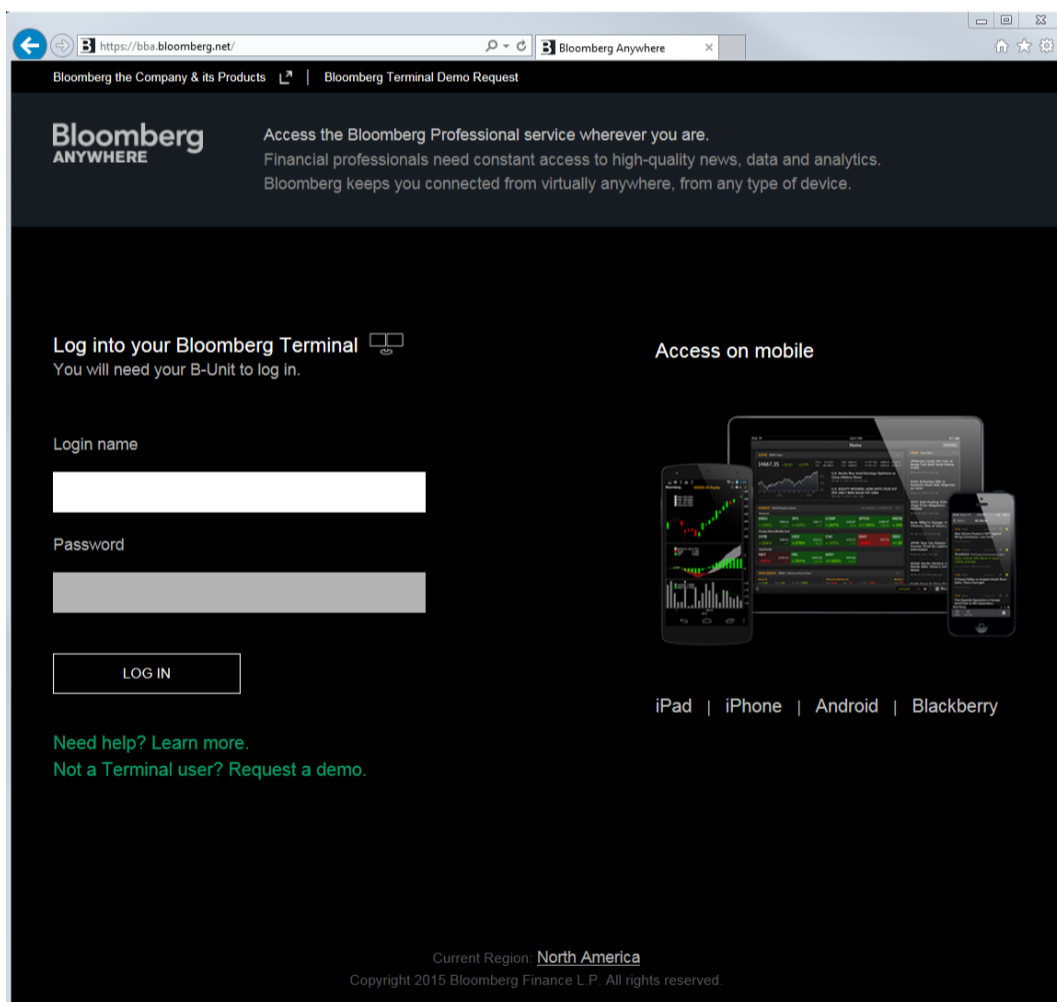 https://bba.bloomberg.net/
Bloomberg Anywhere
Bloomberg the Company & its Products | Bloomberg Terminal Demo Request
Bloomberg
ANYWHERE
Access the Bloomberg Professional service wherever you are.
Financial professionals need constant access to high-quality news, data and analytics.
Bloomberg keeps you connected from virtually anywhere, from any type of device.
Log into your Bloomberg Terminal
You will need your B-Unit to log in.
Login name
Password
LOG IN
Need help? Learn more.
Not a Terminal user? Request a demo.
Access on mobile
iPad | iPhone | Android | Blackberry
Current Region: North America
Copyright 2015 Bloomberg Finance L.P. All rights reserved.